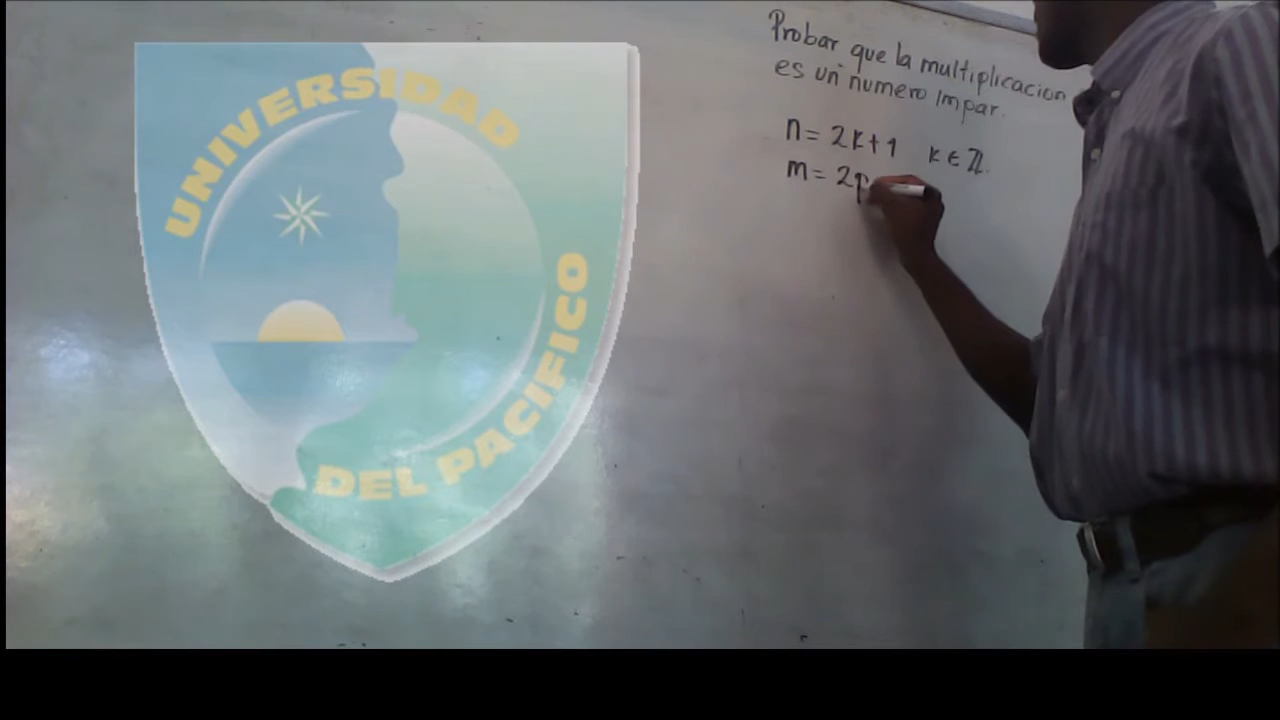 UNIVERSIDAD
DEL PACIFICO
Probar que la multiplicacion
es un numero impar.
n = 2k+1 k ∈ ℤ.
m = 2p